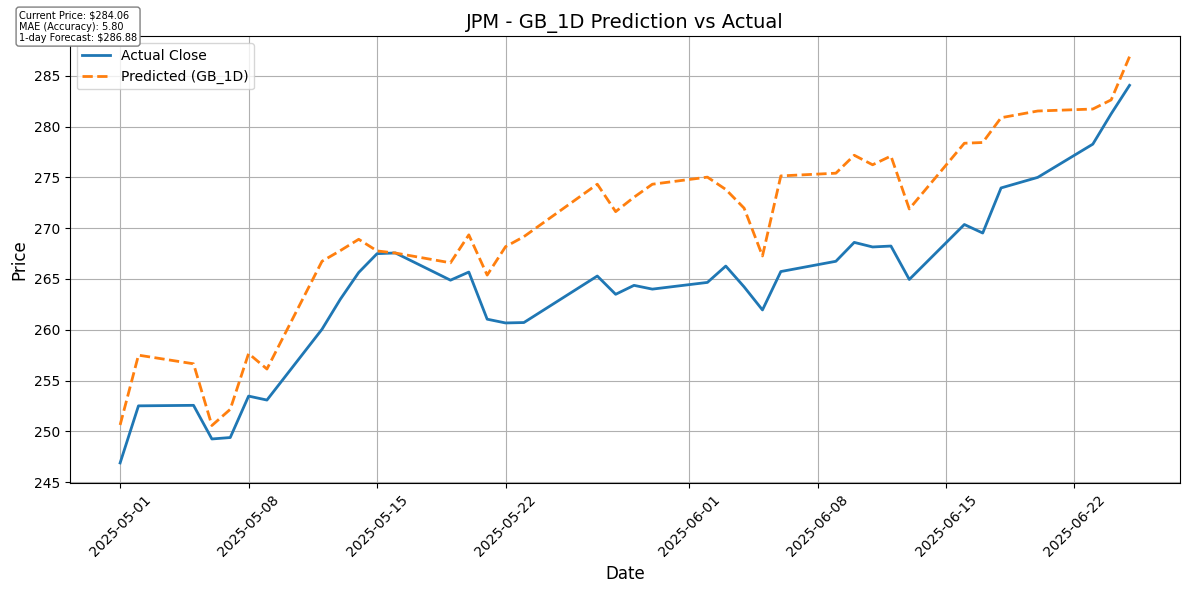 JPM - GB_1D Prediction vs Actual
Current Price: $284.06
MAE (Accuracy): 5.80
1-day Forecast: $286.88
Actual Close
Predicted (GB_1D)
Price
285
280
275
270
265
260
255
250
245
2025-05-01
2025-05-08
2025-05-15
2025-05-22
2025-06-01
2025-06-08
2025-06-15
2025-06-22
Date